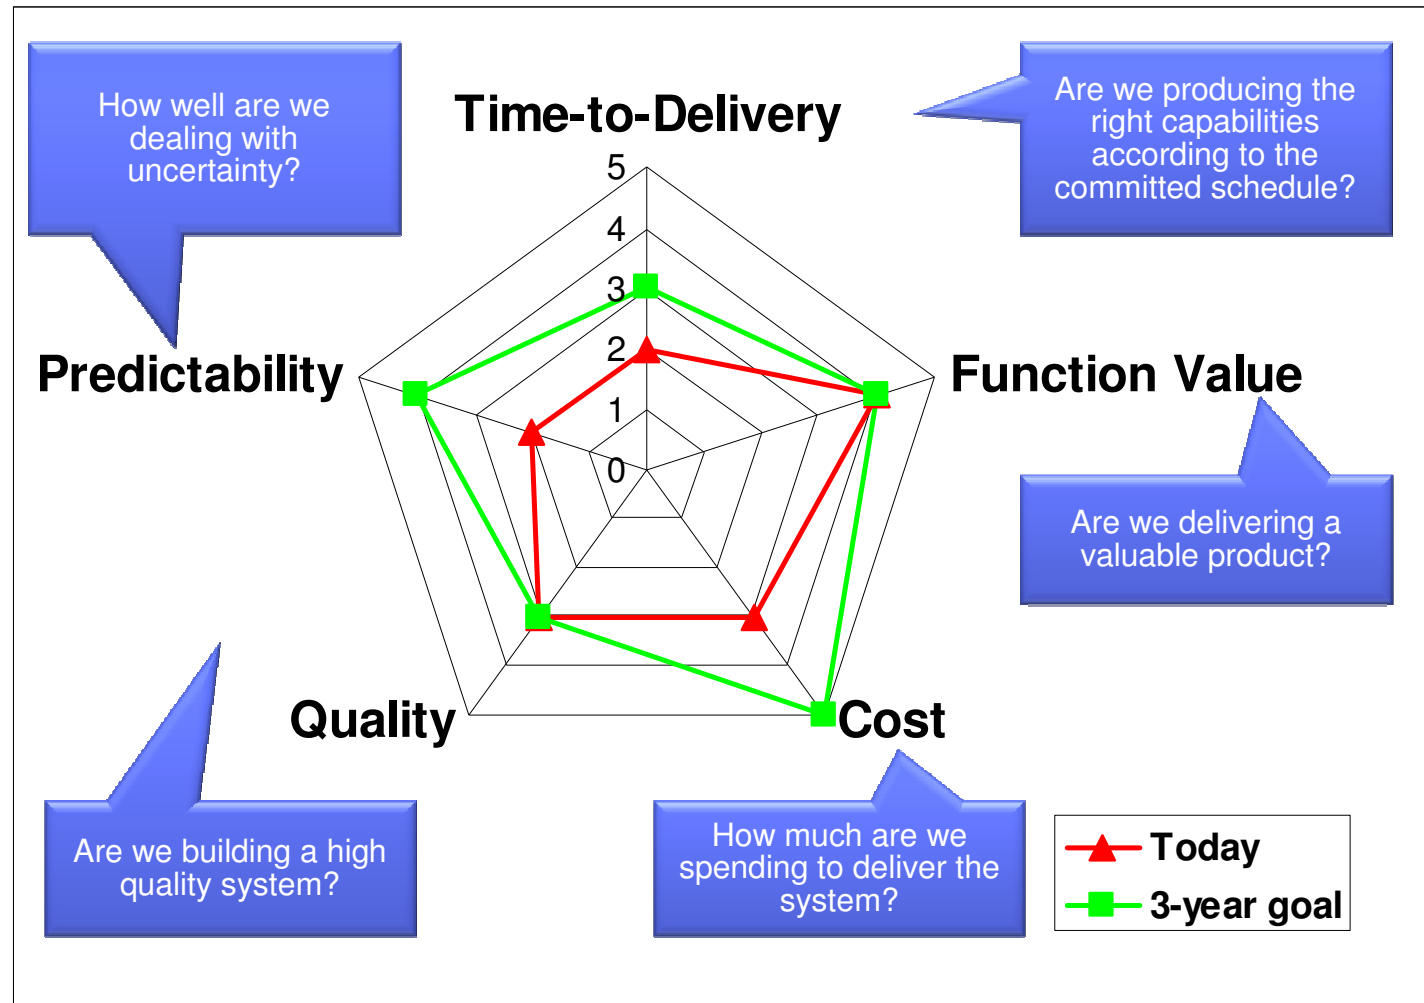 How well are we
dealing with
uncertainty?
Time-to-Delivery
Are we producing the
right capabilities
according to the
committed schedule?
5
4
3
2
1
0
Predictability
Function Value
Are we delivering a
valuable product?
Quality
Cost
Are we building a high
quality system?
How much are we
spending to deliver the
system?
Today
3-year goal